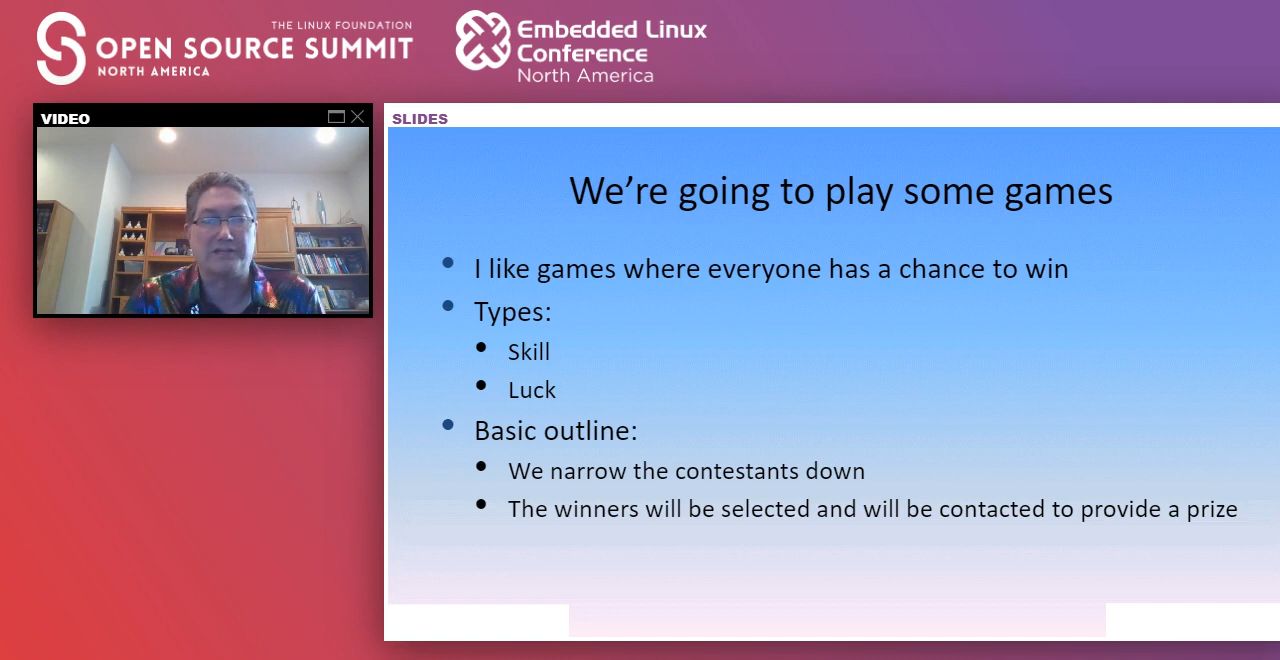 THE LINUX FOUNDATION
OPEN SOURCE SUMMIT
NORTH AMERICA
Embedded Linux
Conference
North America
VIDEO
SLIDES
We’re going to play some games
I like games where everyone has a chance to win
Types:
Skill
Luck
Basic outline:
We narrow the contestants down
The winners will be selected and will be contacted to provide a prize